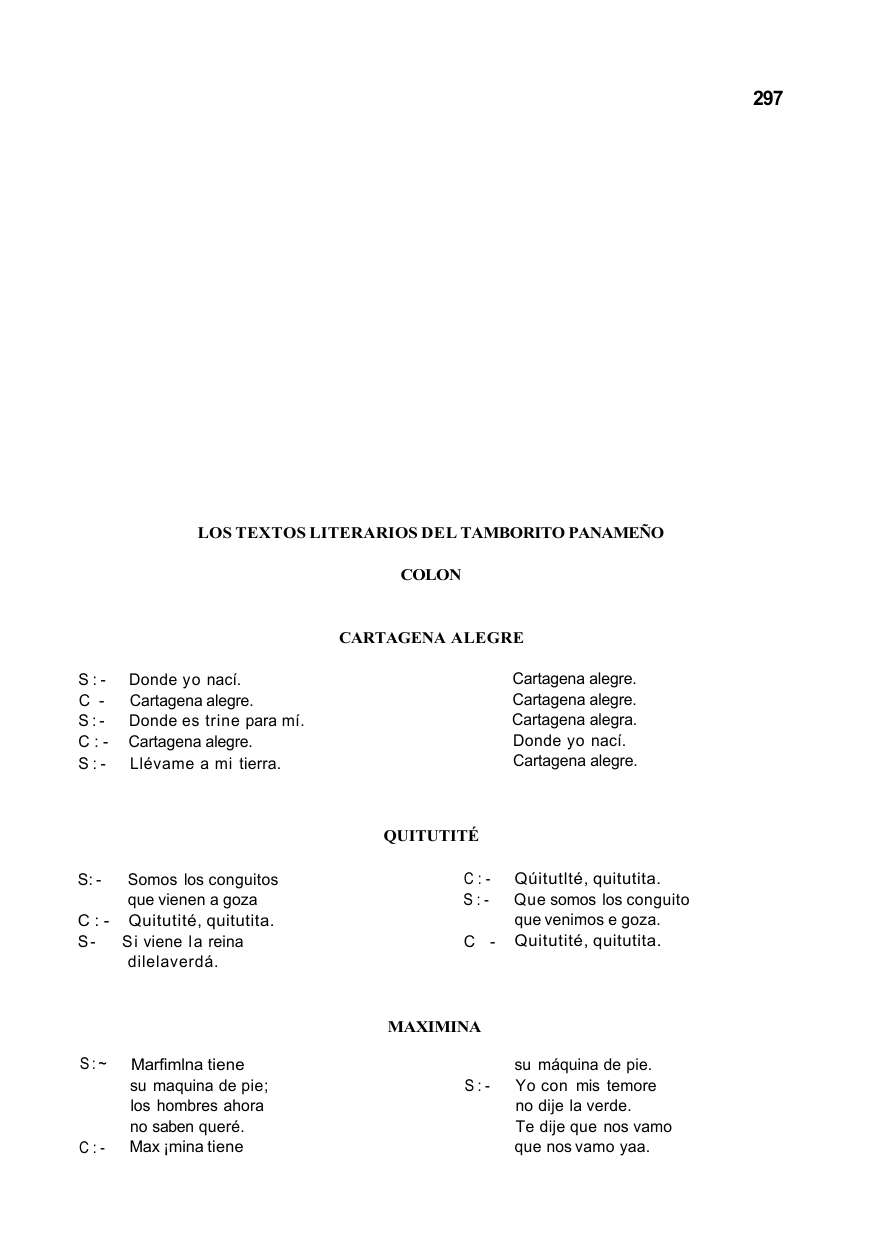 297
LOS TEXTOS LITERARIOS DEL TAMBORITO PANAMEÑO
COLON
CARTAGENA ALEGRE
S : - Donde yo nací.
C - Cartagena alegre.
S : - Donde es trine para mí.
C : - Cartagena alegre.
S : - Llévame a mi tierra.
Cartagena alegre.
Cartagena alegre.
Cartagena alegra.
Donde yo nací.
Cartagena alegre.
QUITUTITÉ
S: - Somos los conguitos
que vienen a goza
C : - Quitutité, quitutita.
S - Si viene la reina
dilelaverdá.
C : - Qúitutlté, quitutita.
S : - Que somos los conguito
que venimos e goza.
C - Quitutité, quitutita.
MAXIMINA
S : ~ Marfimlna tiene
su maquina de pie;
los hombres ahora
no saben queré.
C : - Max ¡mina tiene
su máquina de pie.
S : - Yo con mis temore
no dije la verde.
Te dije que nos vamo
que nos vamo yaa.